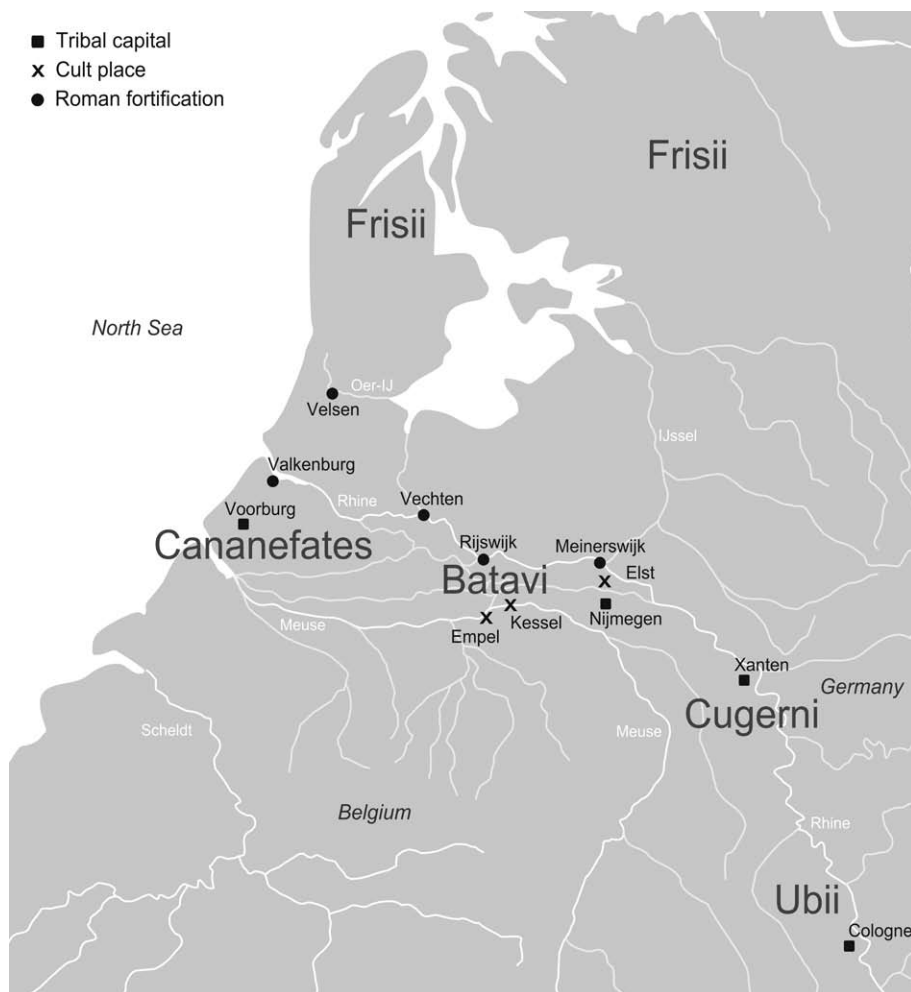 Tribal capital
x Cult place
Roman fortification
Frisii
Frisii
North Sea
Oer-IJ
Velsen
IJssel
Valkenburg
Rhine
Vechten
Voorburg
Cananefates
Rijswijk
Meinerswijk
Batavi
Elst
Kessel
Nijmegen
Meuse
Empel
Xanten
Germany
Cugerni
Scheldt
Meuse
Belgium
Rhine
Ubii
Cologne